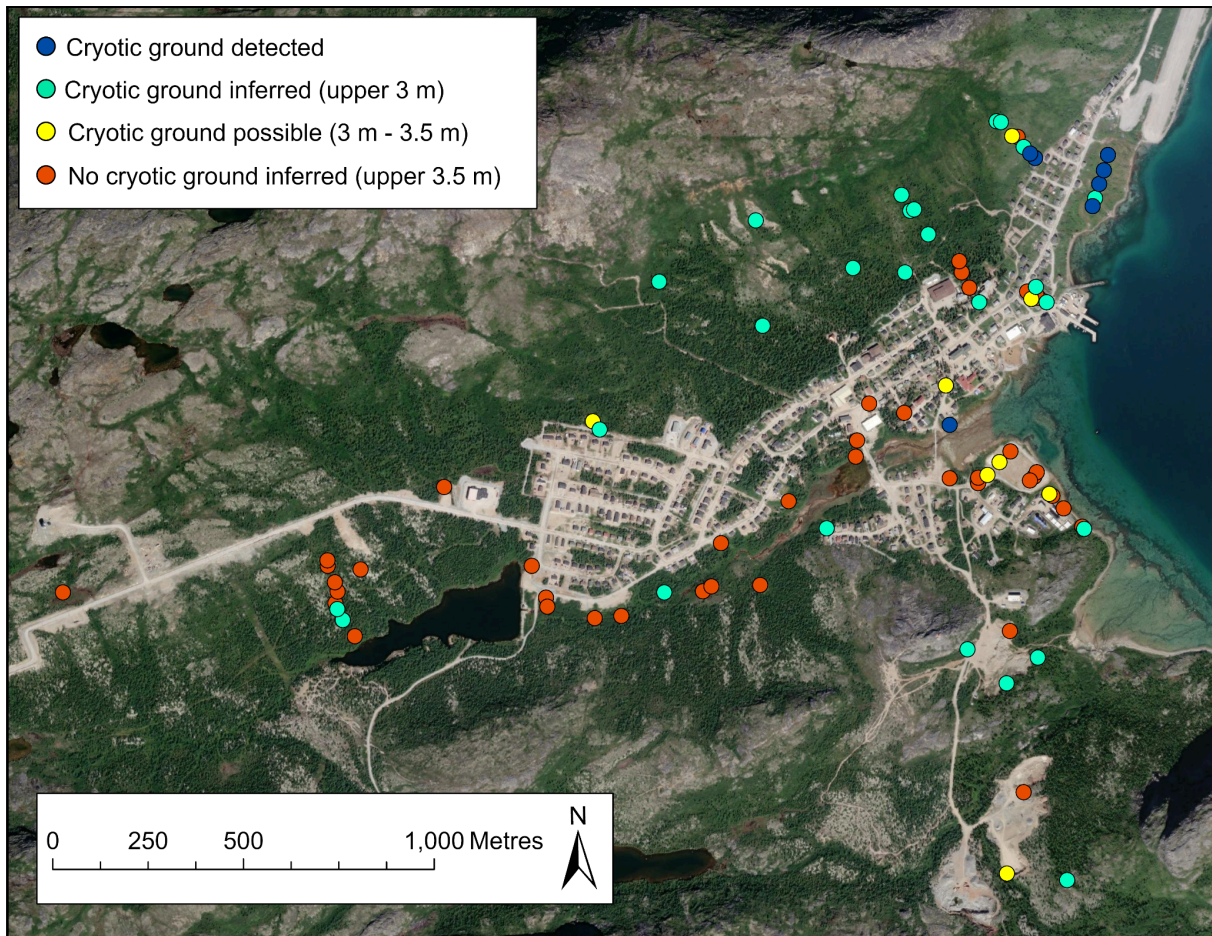 Cryotic ground detected
Cryotic ground inferred (upper 3 m)
Cryotic ground possible (3 m - 3.5 m)
No cryotic ground inferred (upper 3.5 m)
N
0 250 500 1,000 Metres